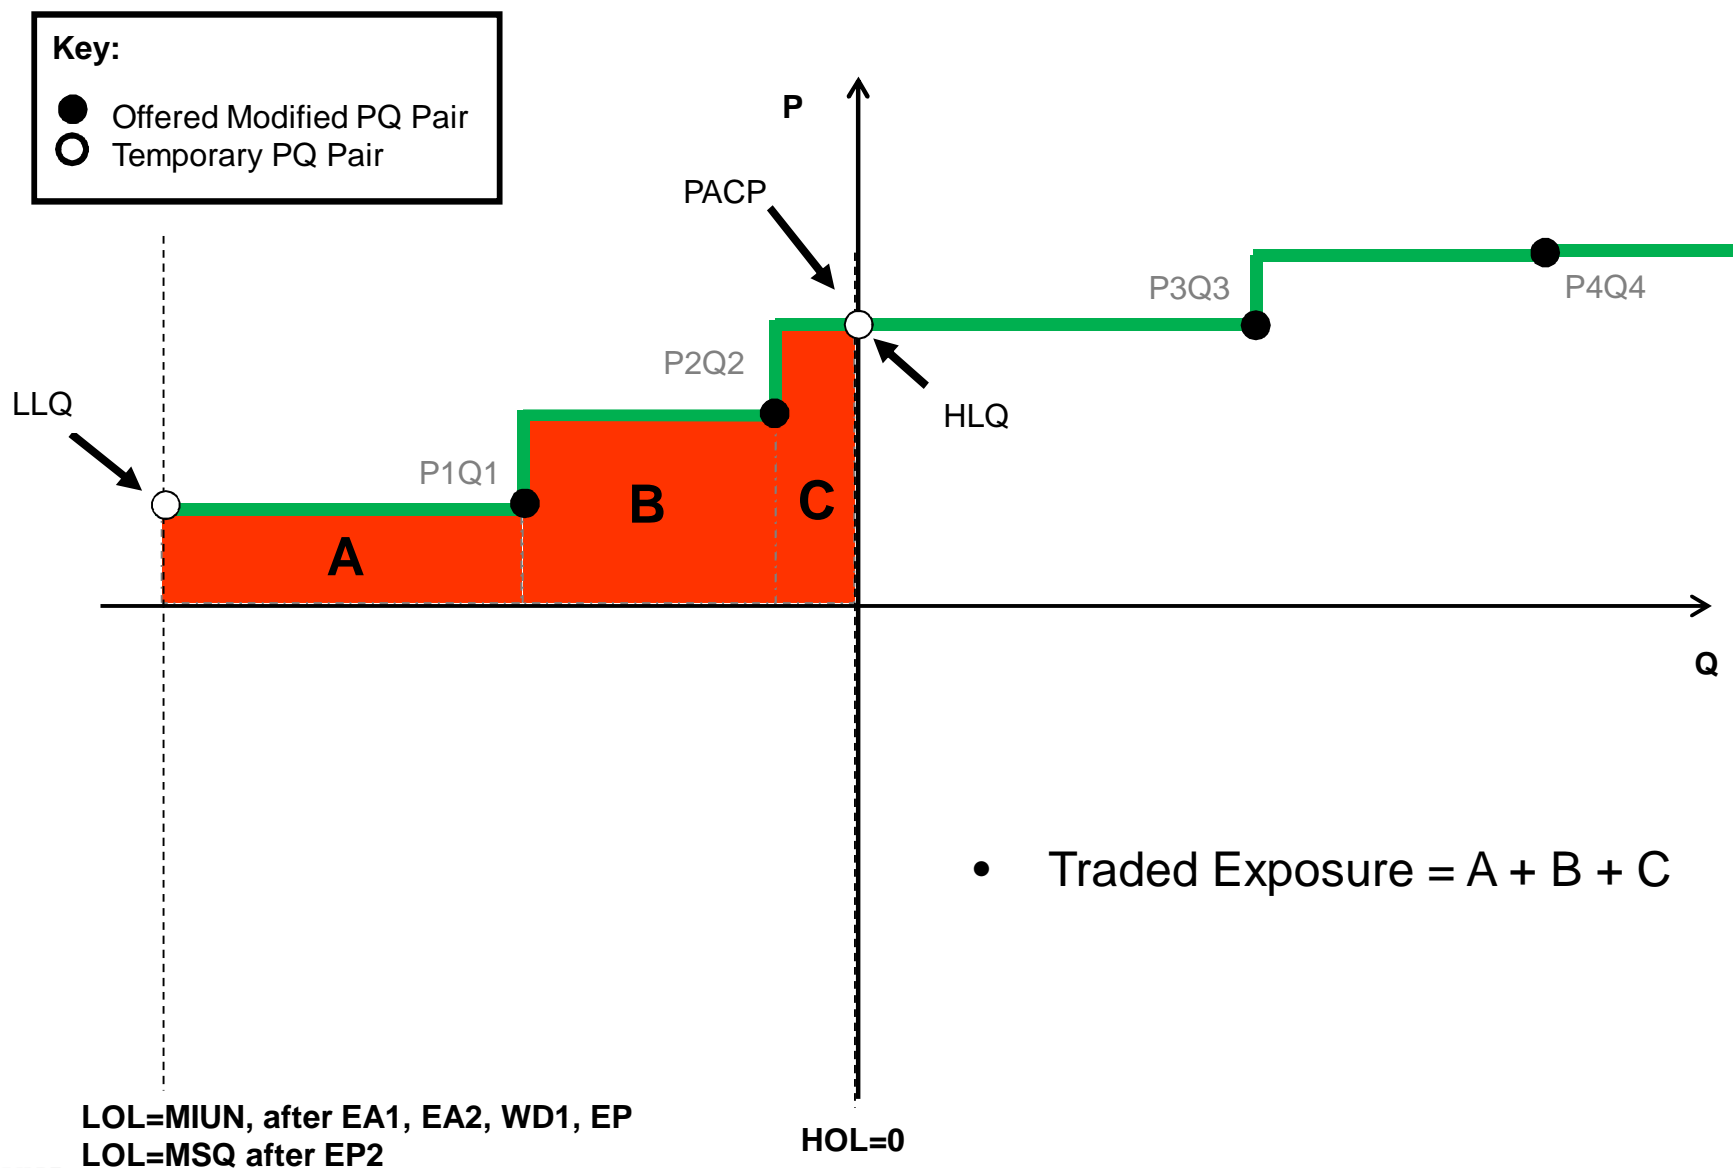 Key:
Offered Modified PQ Pair
Temporary PQ Pair
P
PACP
P3Q3
P4Q4
P2Q2
LLQ
HLQ
P1Q1
A
B
C
Q
• Traded Exposure = A + B + C
LOL=MIUN, after EA1, EA2, WD1, EP
LOL=MSQ after EP2
HOL=0